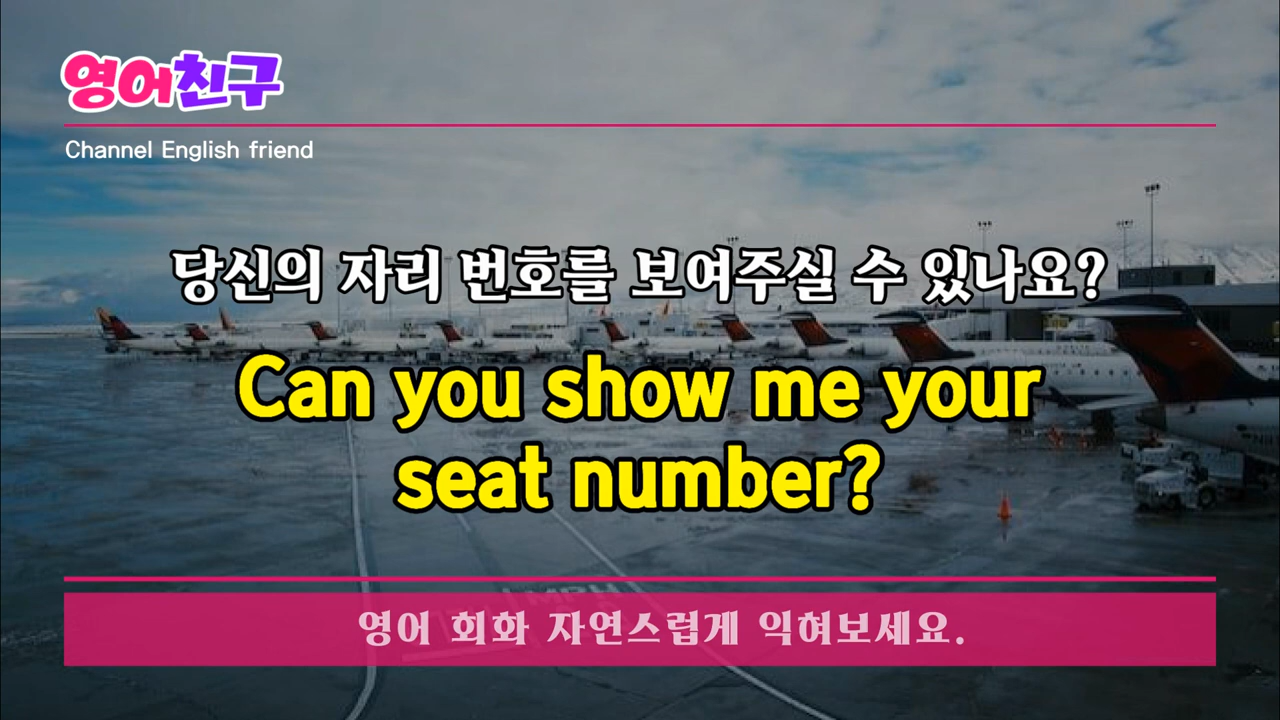 영어친구
Channel English friend
당신의 자리 번호를 보여주실 수 있나요?
Can you show me your
seat number?
영어 회화 자연스럽게 익혀보세요.